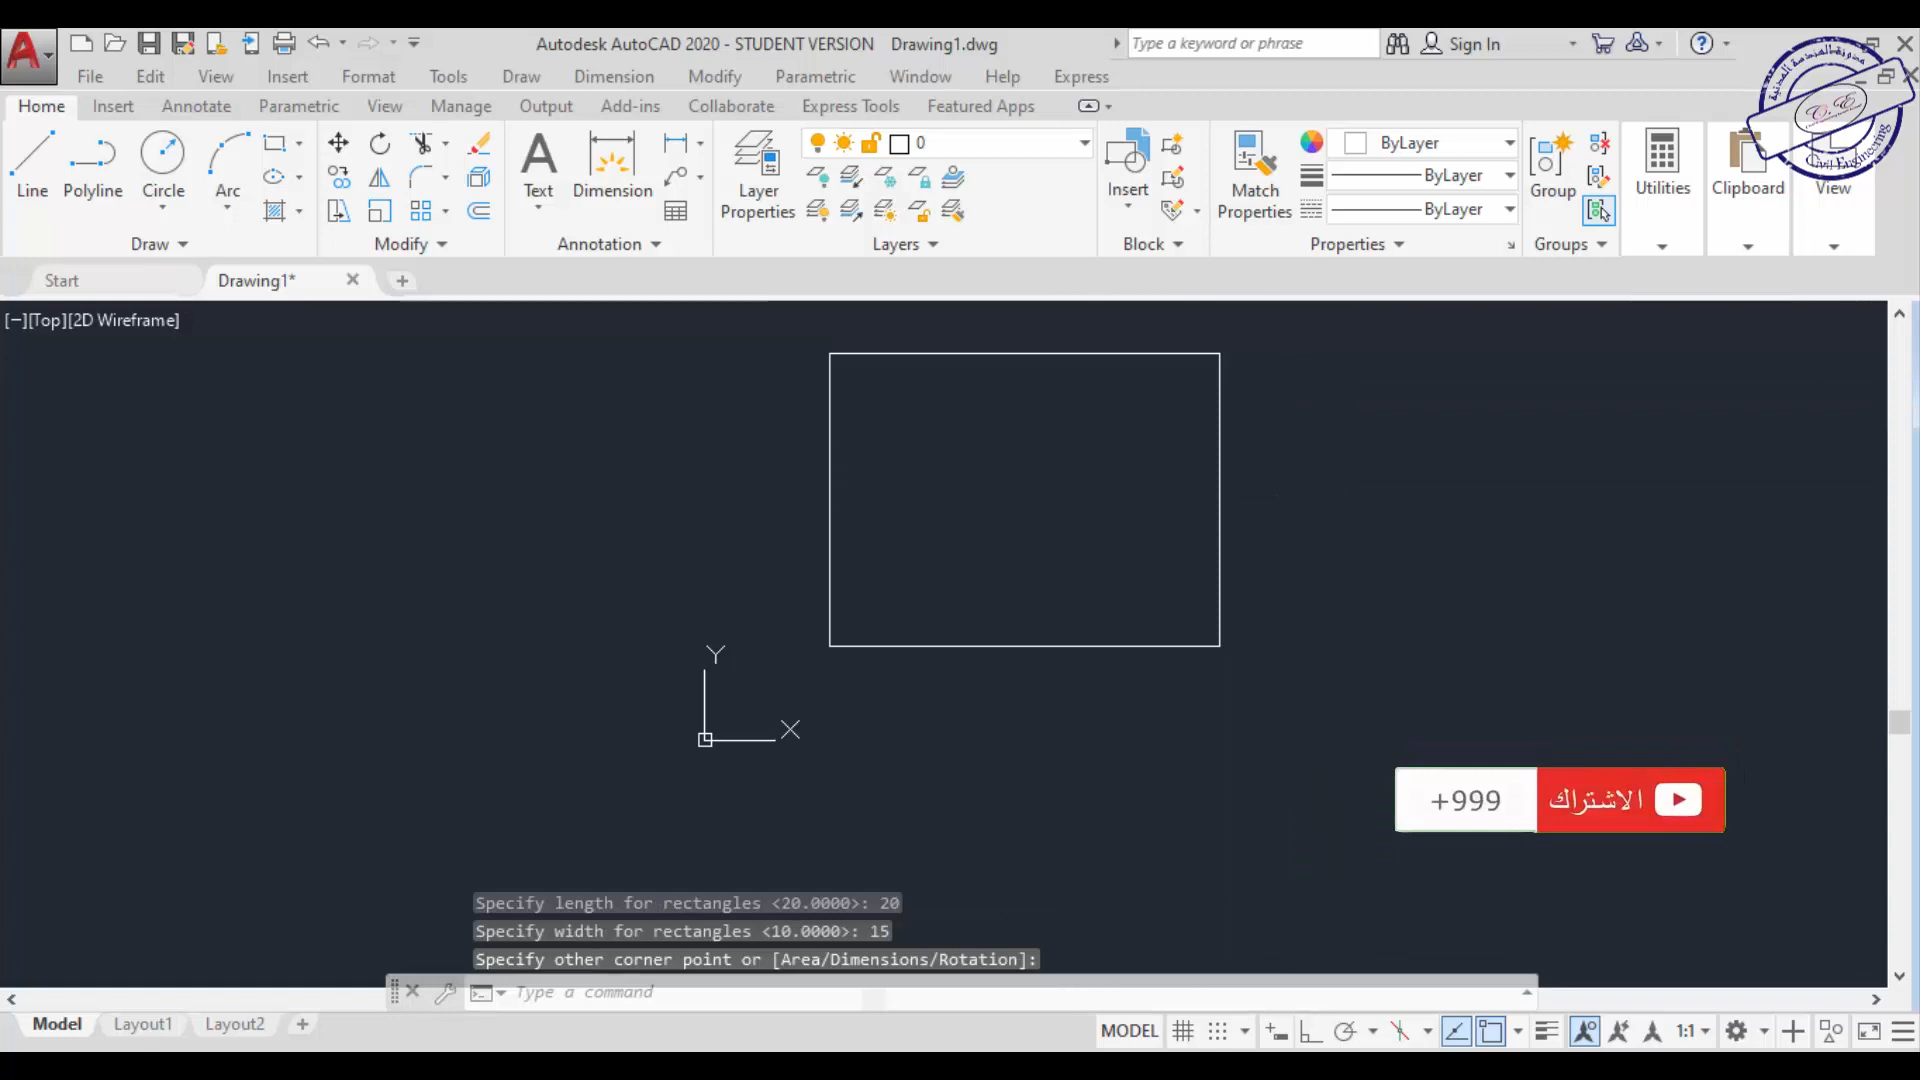 Autodesk AutoCAD 2020 - STUDENT VERSION Drawing1.dwg
Type a keyword or phrase
Sign In
File Edit View Insert Format Tools Draw Dimension Modify Parametric Window Help Express
Home Insert Annotate Parametric View Manage Output Add-ins Collaborate Express Tools Featured Apps
مدونة الهندسة المدنية
C.E
Civil Engineering
0
ByLayer
ByLayer
ByLayer
Line Polyline Circle Arc
Text Dimension
Layer
Properties
Insert
Match
Properties
Group
Utilities
Clipboard
View
Draw Modify Annotation Layers Block Properties Groups
Start Drawing1*
[−][Top][2D Wireframe]
Y
X
+999 الاشتراك
Specify length for rectangles <20.0000>: 20
Specify width for rectangles <10.0000>: 15
Specify other corner point or [Area/Dimensions/Rotation]:
Type a command
Model Layout1 Layout2
MODEL 1:1